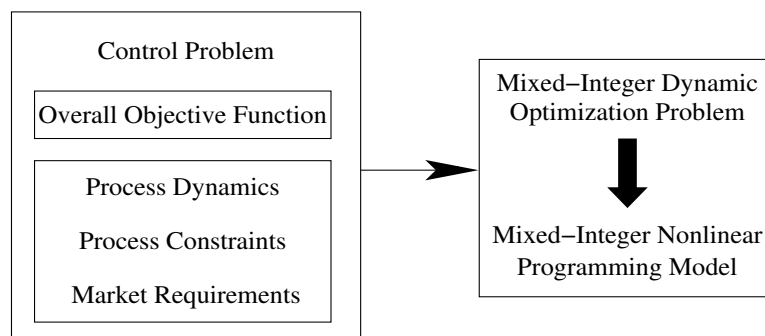 Control Problem
Overall Objective Function
Process Dynamics
Process Constraints
Market Requirements
Mixed−Integer Dynamic
Optimization Problem
Mixed−Integer Nonlinear
Programming Model